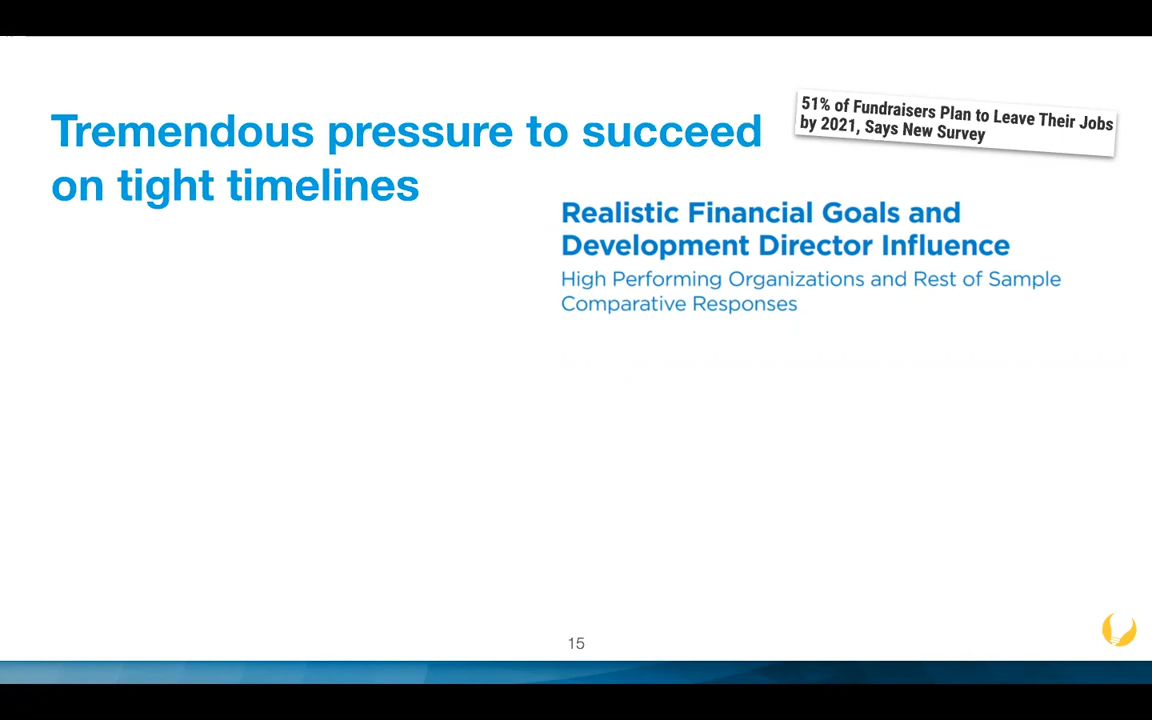 Tremendous pressure to succeed
on tight timelines
51% of Fundraisers Plan to Leave Their Jobs
by 2021, Says New Survey
Realistic Financial Goals and
Development Director Influence
High Performing Organizations and Rest of Sample
Comparative Responses
15